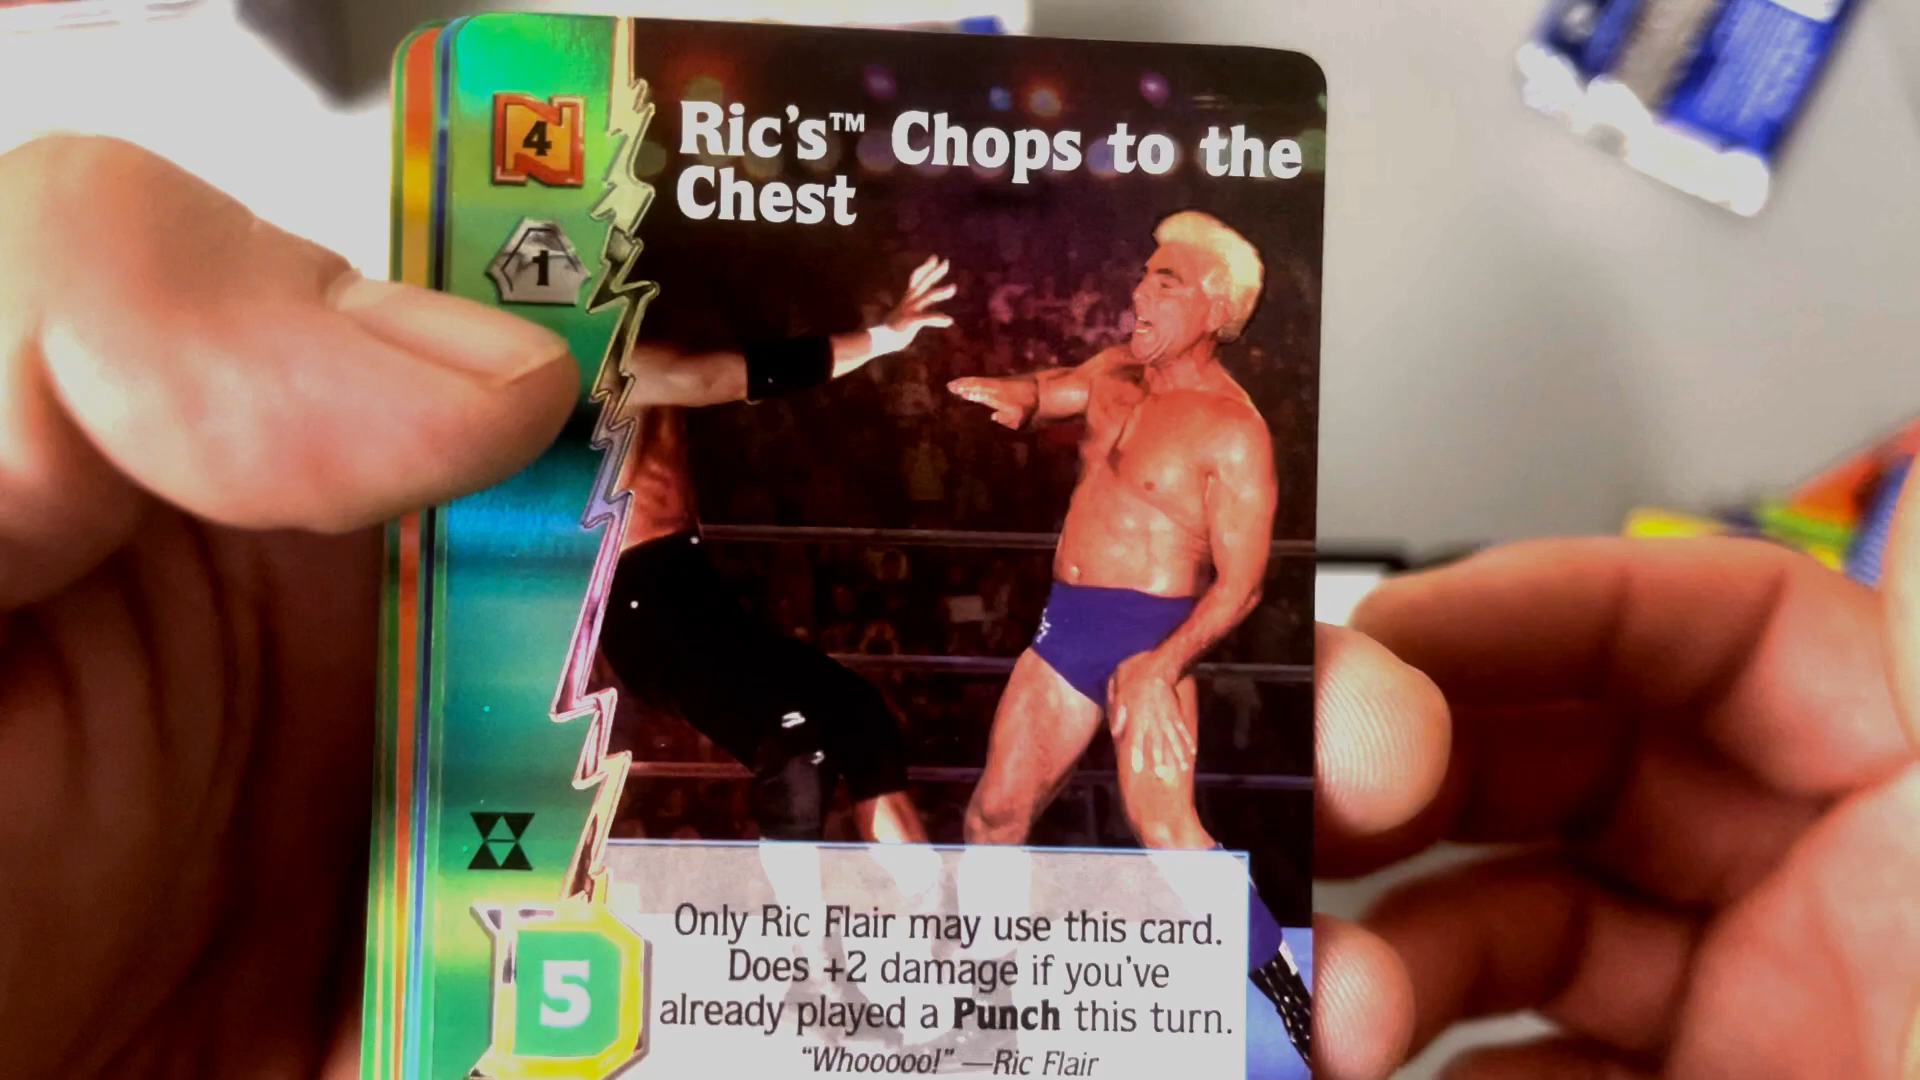 4
Ric's™ Chops to the
Chest
1
5
Only Ric Flair may use this card.
Does +2 damage if you've
already played a Punch this turn.
"Whooooo!" —Ric Flair